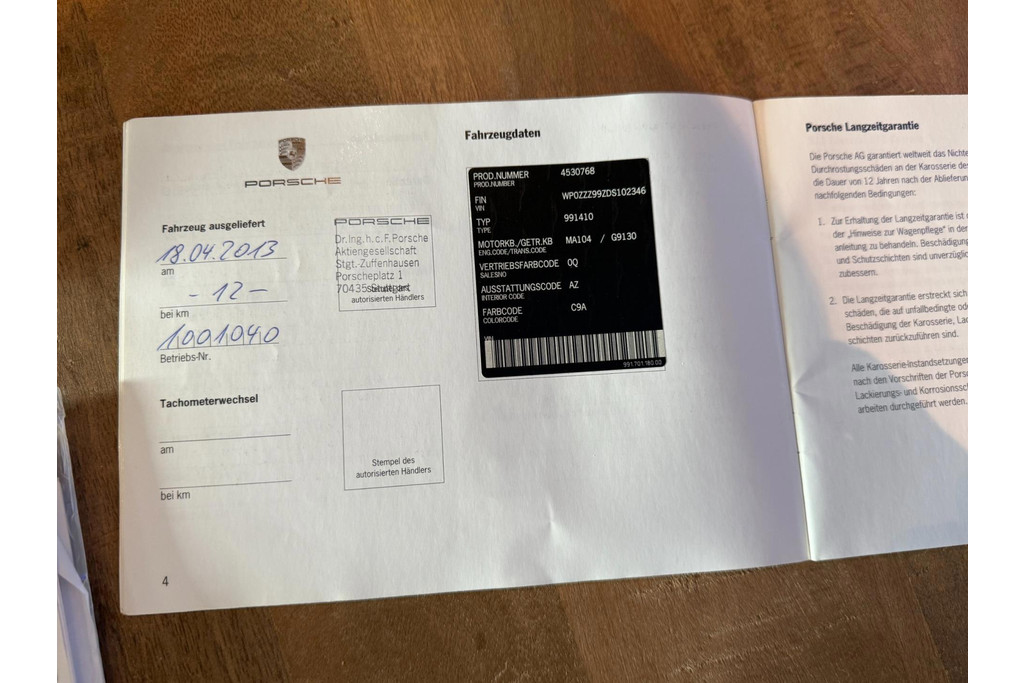 PORSCHE
Fahrzeug ausgeliefert
18.04.2013
am
- 12 -
bei km
1001040
Betriebs-Nr.
PORSCHE
Dr.Ing.h.c.F.Porsche
Aktiengesellschaft
Stgt.-Zuffenhausen
Porscheplatz 1
70435 Stuttgart
autorisierten Händlers
Tachometerwechsel
am
bei km
Stempel des
autorisierten Händlers
4
Fahrzeugdaten
PROD.NUMMER 4530768
PROD.NUMBER
FIN WP0ZZZ99ZDS102346
VIN
TYP 991410
TYPE
MOTORKB./GETR.KB MA104 / G9130
ENG.CODE/TRANS.CODE
VERTRIEBSFARBCODE 0Q
SALESNO
AUSSTATTUNGSCODE AZ
INTERIOR CODE
FARBCODE C9A
COLORCODE
VIN
991.701.180.02
Porsche Langzeitgarantie
Die Porsche AG garantiert weltweit das Nichte
Durchrostungsschäden an der Karosserie de
die Dauer von 12 Jahren nach der Ablieferun
nachfolgenden Bedingungen:
1. Zur Erhaltung der Langzeitgarantie ist
der „Hinweise zur Wagenpflege" in der
anleitung zu behandeln. Beschädigung
und Schutzschichten sind unverzüglic
zubessern.
2. Die Langzeitgarantie erstreckt sich
schäden, die auf unfallbedingte od
Beschädigung der Karosserie, Lac
schichten zurückzuführen sind.
Alle Karosserie-Instandsetzungen
nach den Vorschriften der Pors
Lackierungs- und Korrosionssch
arbeiten durchgeführt werden.